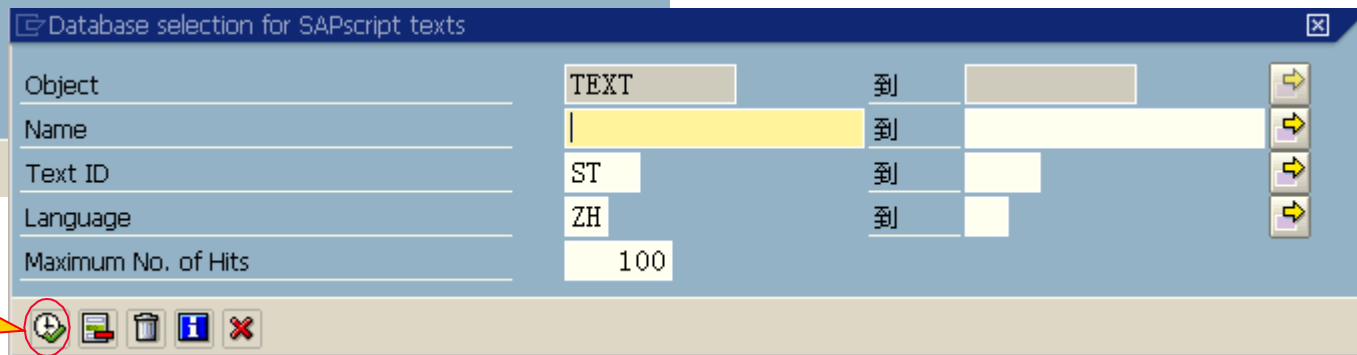 Database selection for SAPscript texts
Object TEXT 到
Name 到
Text ID ST 到
Language ZH 到
Maximum No. of Hits 100